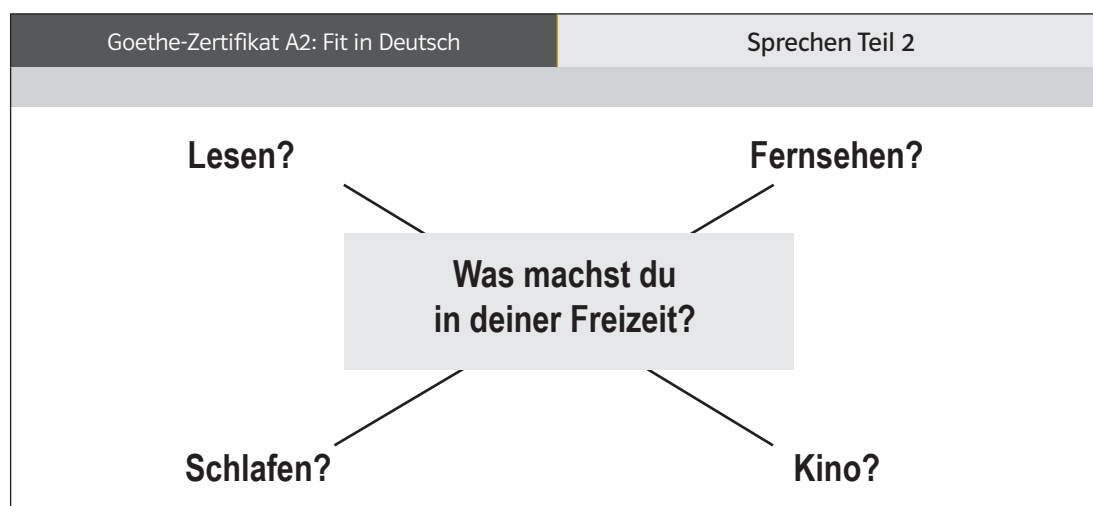 Goethe-Zertifikat A2: Fit in Deutsch
Sprechen Teil 2
Lesen?
Fernsehen?
Was machst du
in deiner Freizeit?
Schlafen?
Kino?